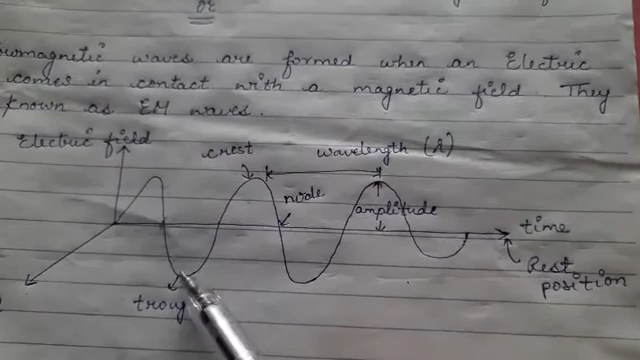 or
magnetic waves are formed when an Electric
comes in contact with a magnetic field. They
known as EM waves.
Electric field
crest
wavelength (λ)
node
amplitude
time
Rest
position